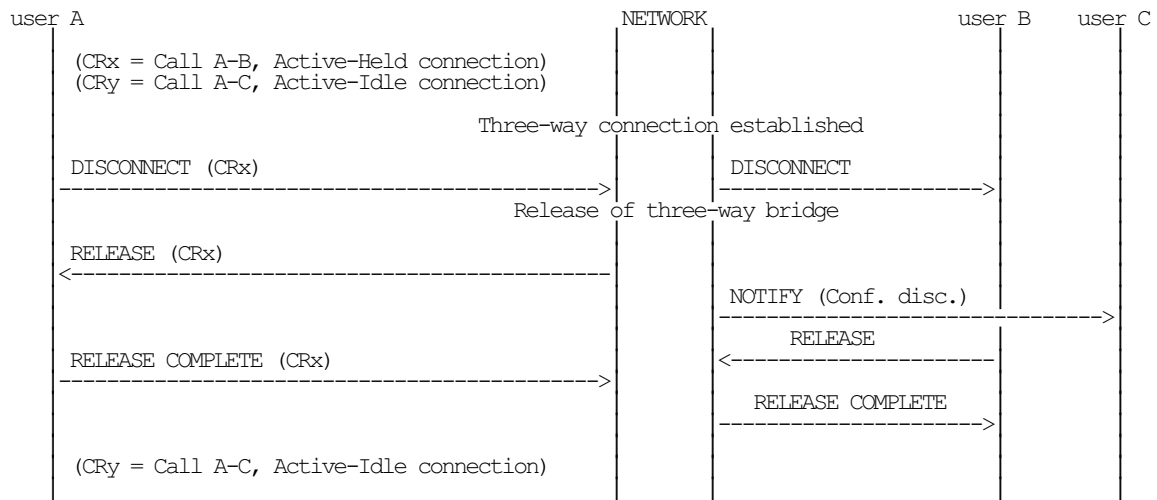 user A NETWORK user B user C
(CRx = Call A-B, Active-Held connection)
(CRy = Call A-C, Active-Idle connection)
Three-way connection established
DISCONNECT (CRx) DISCONNECT
Release of three-way bridge
RELEASE (CRx)
NOTIFY (Conf. disc.)
RELEASE
RELEASE COMPLETE (CRx)
RELEASE COMPLETE
(CRy = Call A-C, Active-Idle connection)